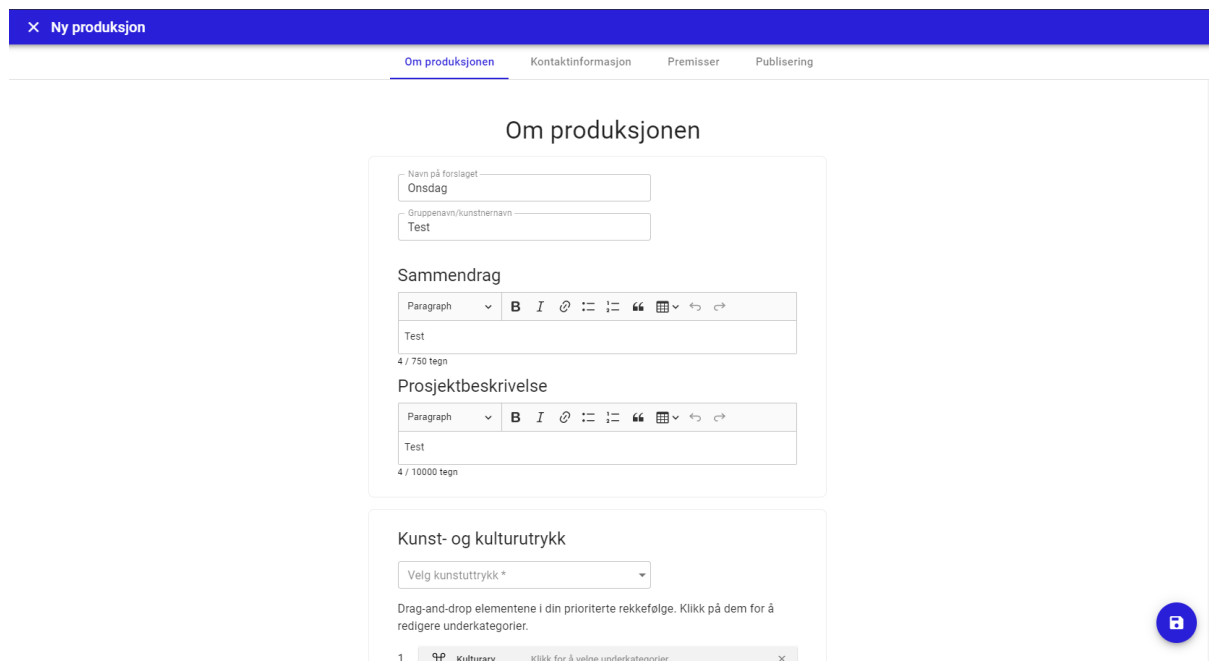 Ny produksjon
Om produksjonen Kontaktinformasjon Premisser Publisering
Om produksjonen
Navn på forslaget
Onsdag
Gruppenavn/kunstnernavn
Test
Sammendrag
Paragraph
Test
4 / 750 tegn
Prosjektbeskrivelse
Paragraph
Test
4 / 10000 tegn
Kunst- og kulturutrykk
Velg kunstuttrykk *
Drag-and-drop elementene i din prioriterte rekkefølge. Klikk på dem for å
redigere underkategorier.
1 Kulturarv Klikk for å velge underkategorier